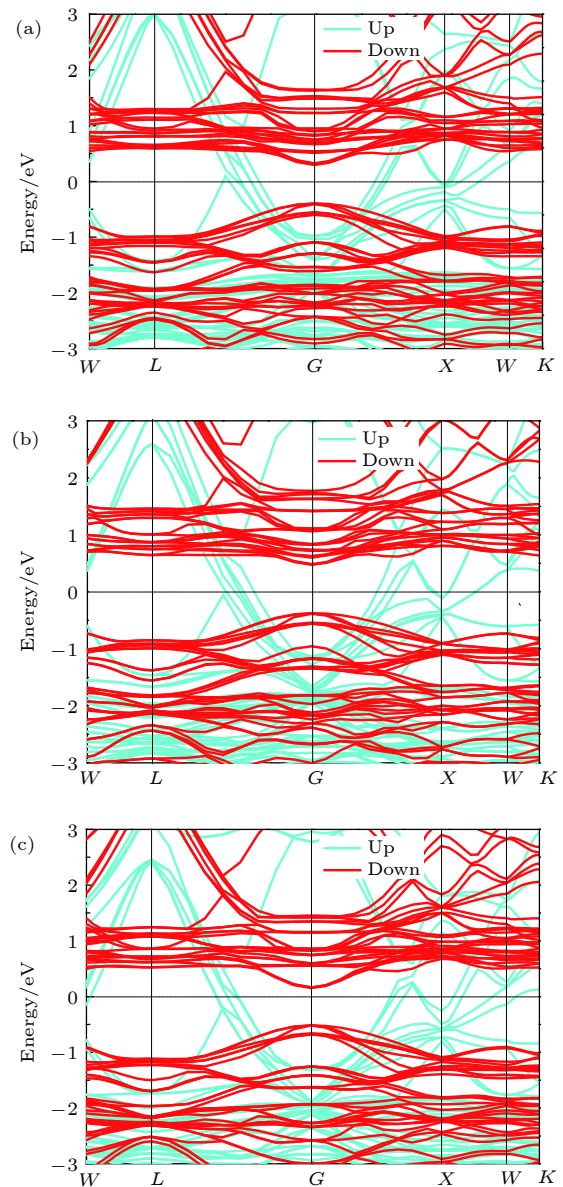 (a)
3
Up
Down
2
1
0
−1
−2
−3
Energy/eV
W L G X W K
(b)
3
Up
Down
2
1
0
−1
−2
−3
Energy/eV
W L G X W K
(c)
3
Up
Down
2
1
0
−1
−2
−3
Energy/eV
W L G X W K